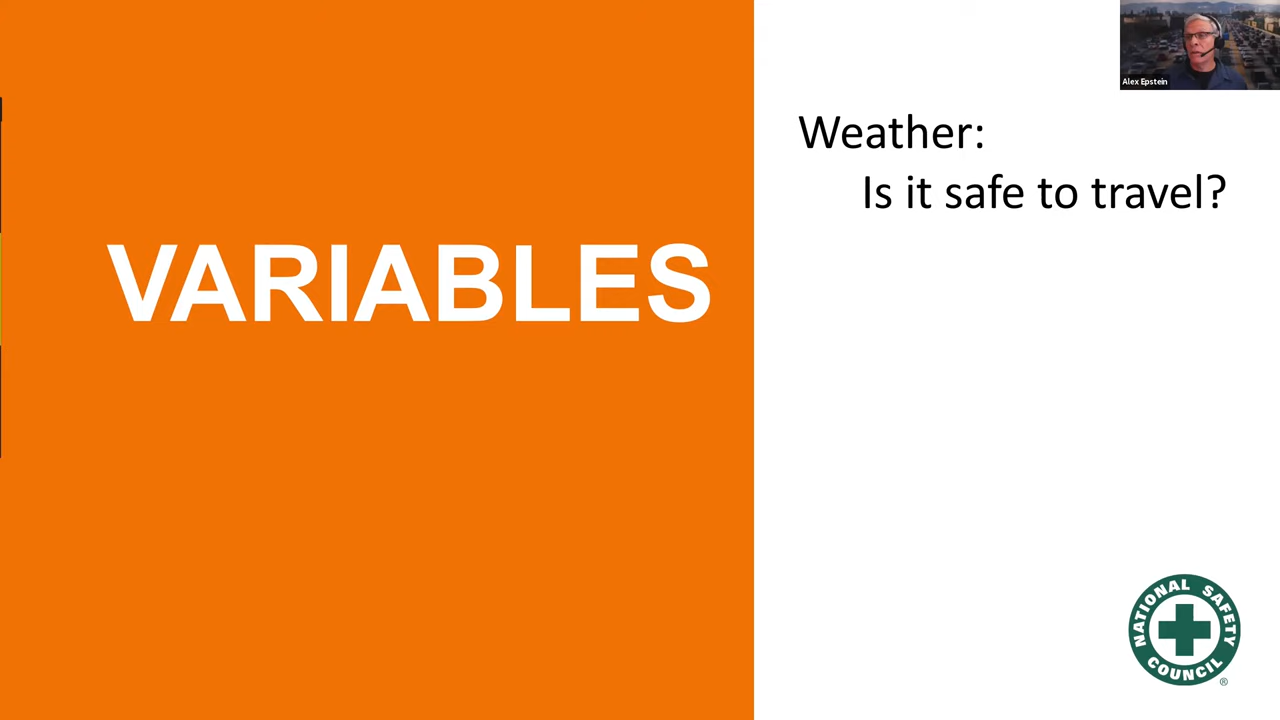 Alex Epstein
Weather:
Is it safe to travel?
VARIABLES
NATIONAL SAFETY
COUNCIL
®